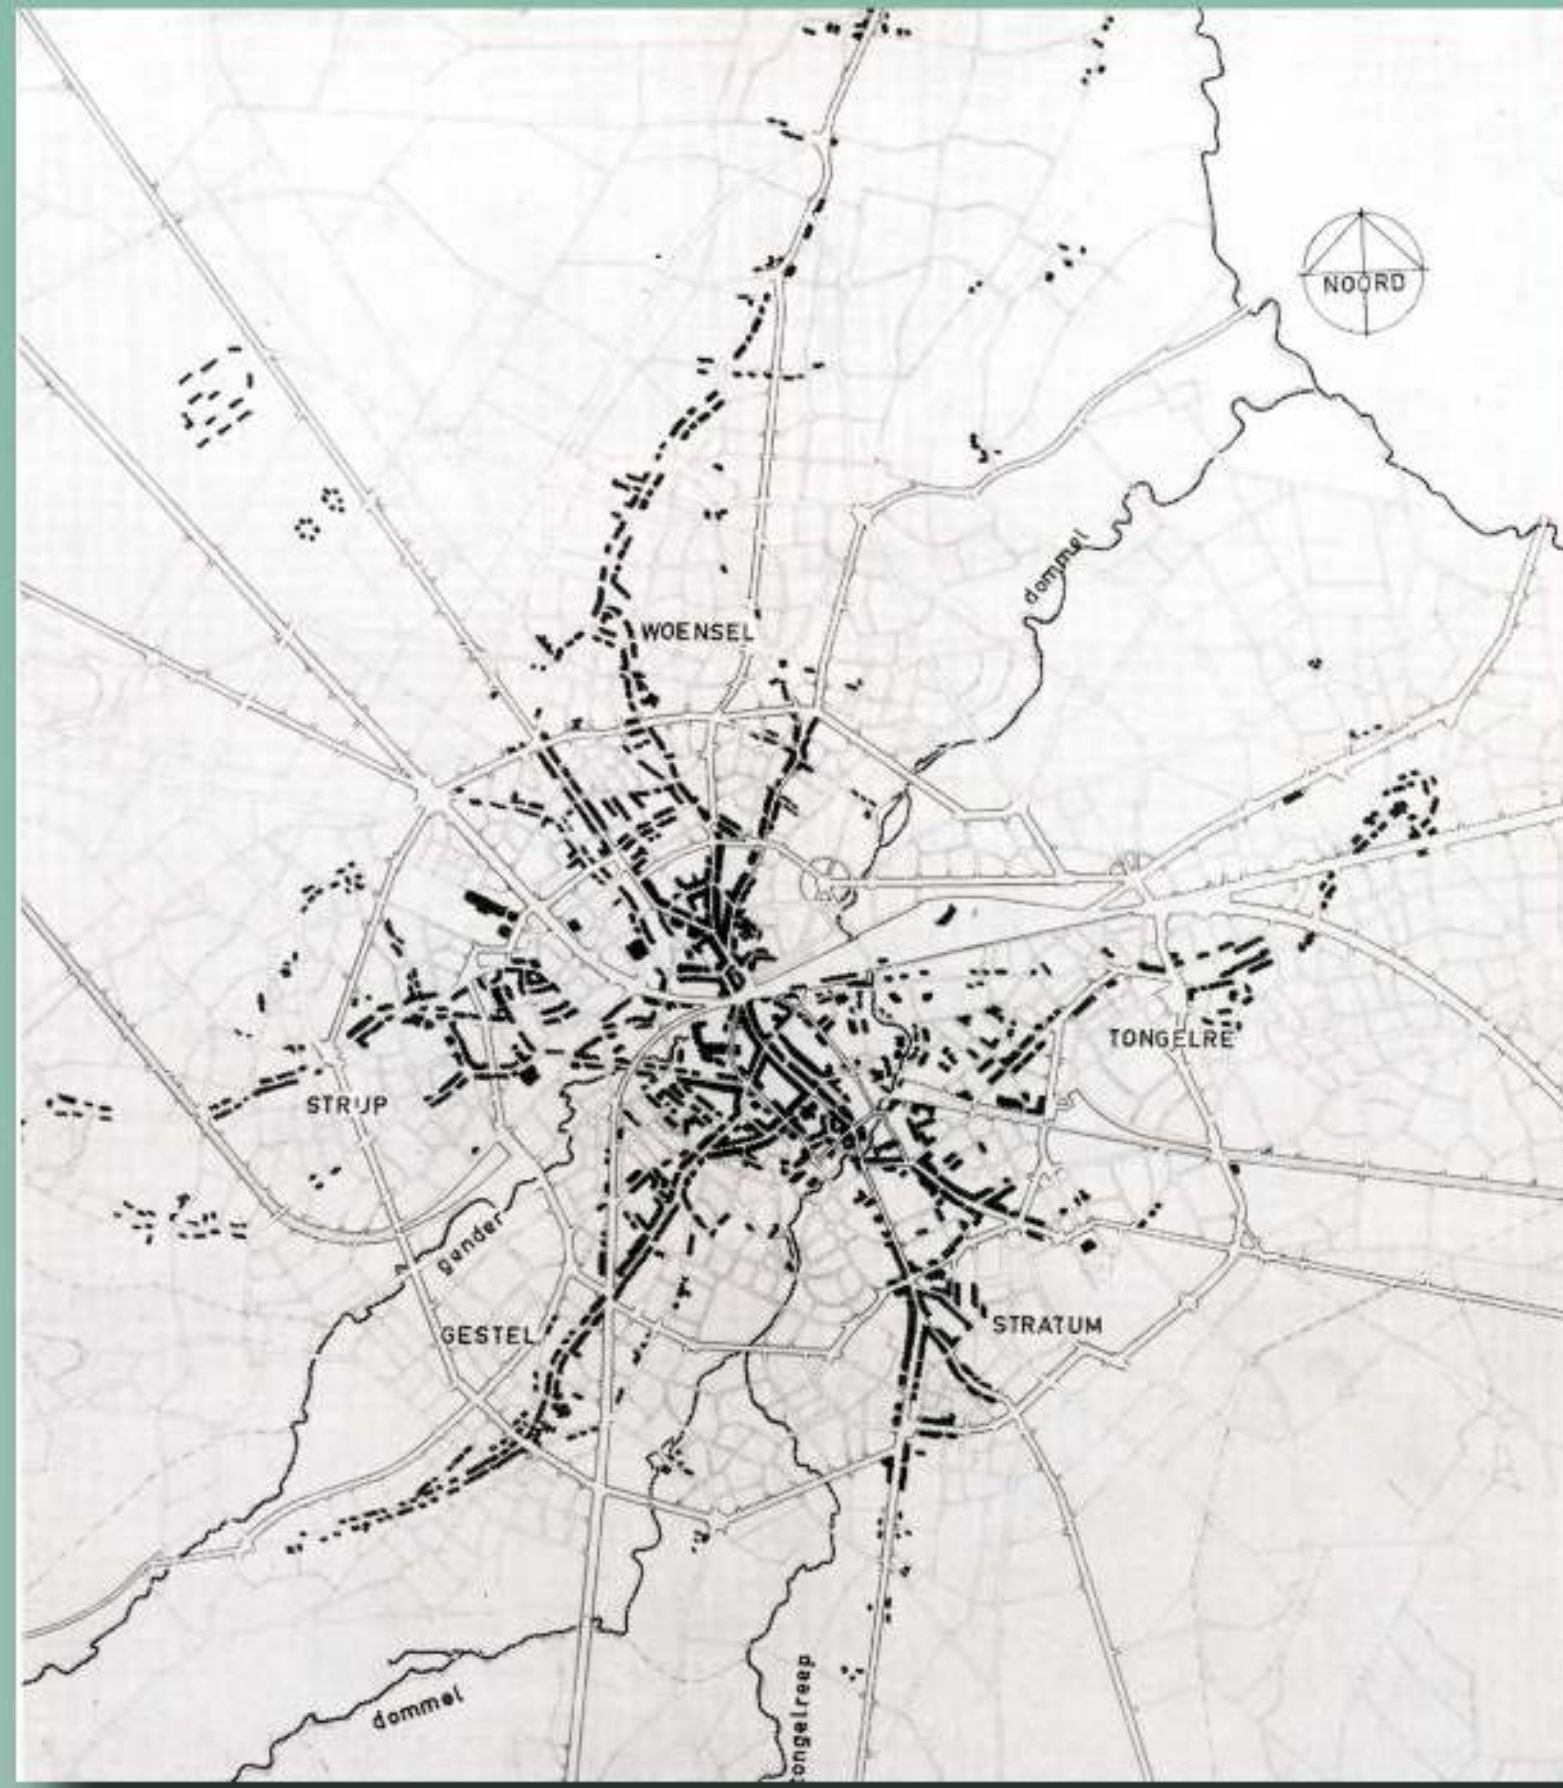 NOORD
dommel
WOENSEL
TONGELRE
STRIJP
gender
GESTEL
STRATUM
dommel
tongelreep